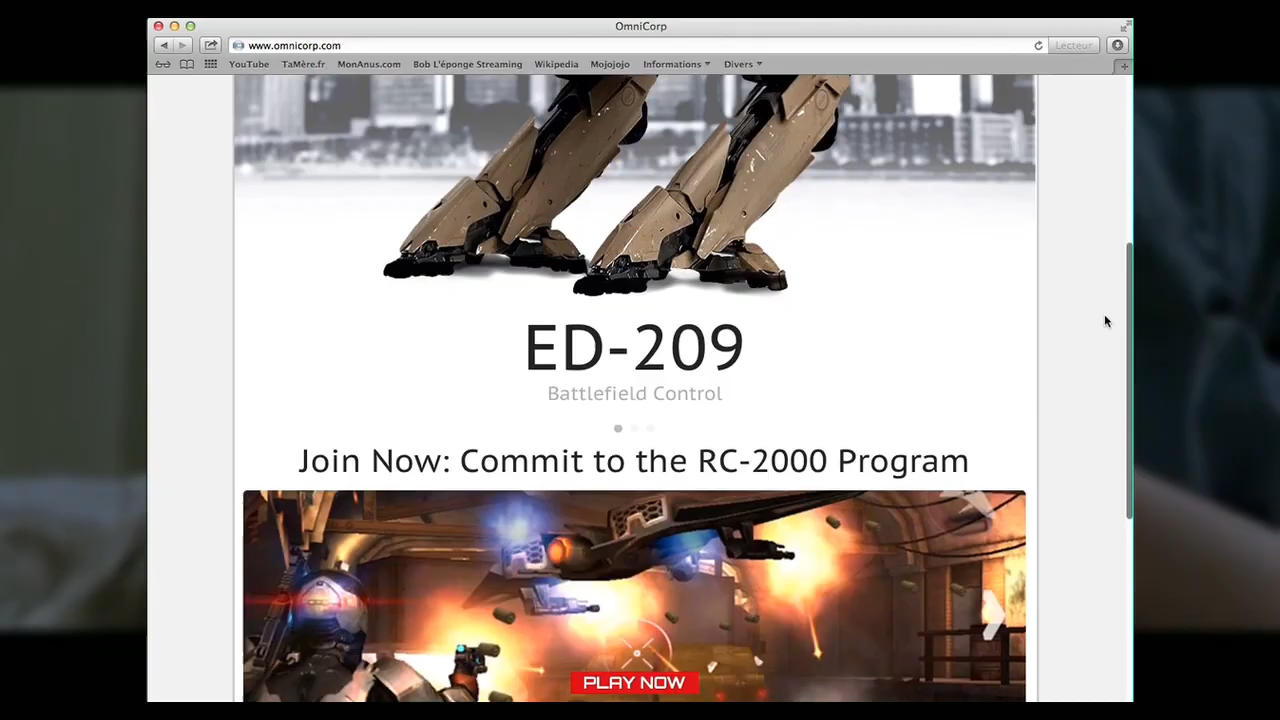 OmniCorp
www.omnicorp.com
Lecteur
YouTube TaMère.fr MonAnus.com Bob L'éponge Streaming Wikipedia Mojojojo Informations Divers
ED-209
Battlefield Control
Join Now: Commit to the RC-2000 Program
PLAY NOW